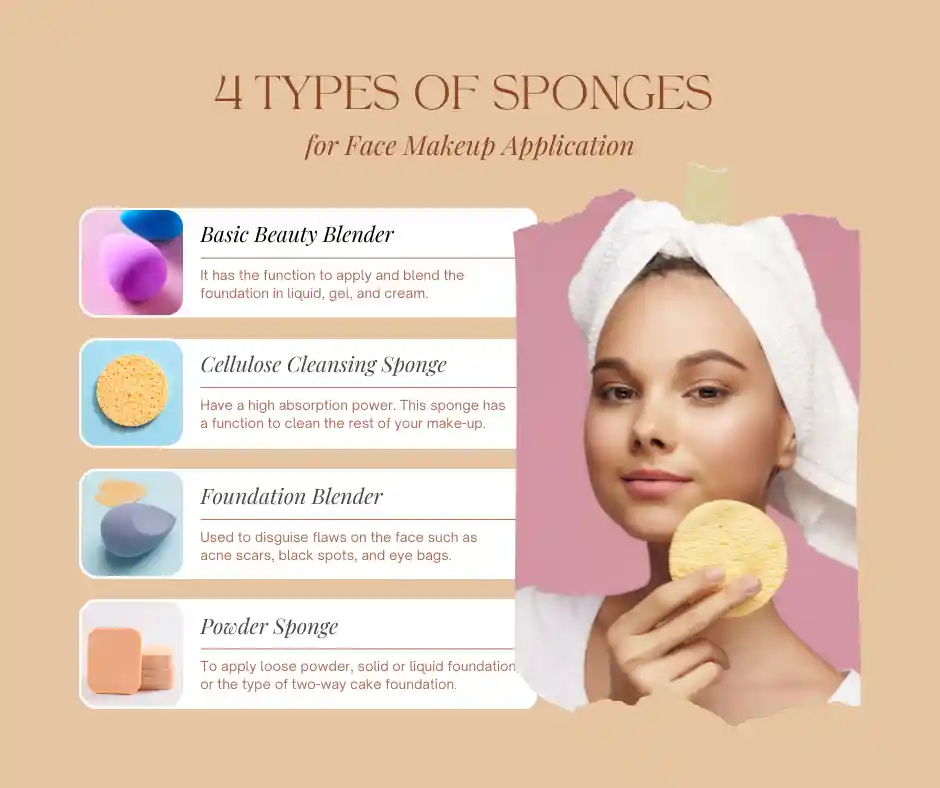 4 TYPES OF SPONGES
for Face Makeup Application
Basic Beauty Blender
It has the function to apply and blend the
foundation in liquid, gel, and cream.
Cellulose Cleansing Sponge
Have a high absorption power. This sponge has
a function to clean the rest of your make-up.
Foundation Blender
Used to disguise flaws on the face such as
acne scars, black spots, and eye bags.
Powder Sponge
To apply loose powder, solid or liquid foundation,
or the type of two-way cake foundation.